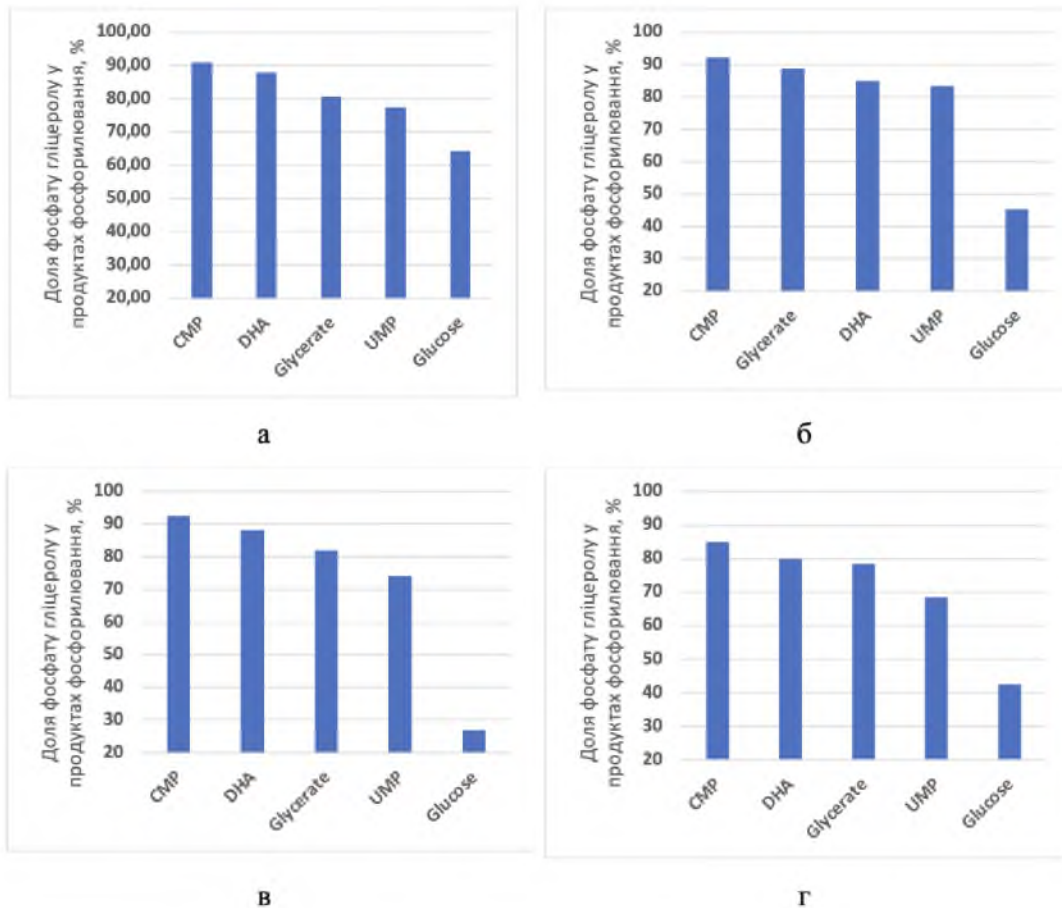 Доля фосфату гліцеролу у
продуктах фосфорилювання, %
100,00
90,00
80,00
70,00
60,00
50,00
40,00
30,00
20,00
CMP
DHA
Glycerate
UMP
Glucose
а
Доля фосфату гліцеролу у
продуктах фосфорилювання, %
100
90
80
70
60
50
40
30
20
CMP
Glycerate
DHA
UMP
Glucose
б
Доля фосфату гліцеролу у
продуктах фосфорилювання, %
100
90
80
70
60
50
40
30
20
CMP
DHA
Glycerate
UMP
Glucose
в
Доля фосфату гліцеролу у
продуктах фосфорилювання, %
100
90
80
70
60
50
40
30
20
CMP
DHA
Glycerate
UMP
Glucose
г